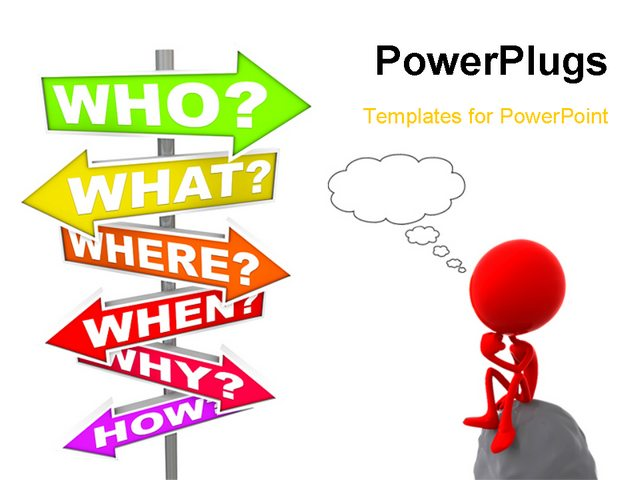 PowerPlugs
Templates for PowerPoint
WHO?
WHAT?
WHERE?
WHEN?
WHY?
HOW?